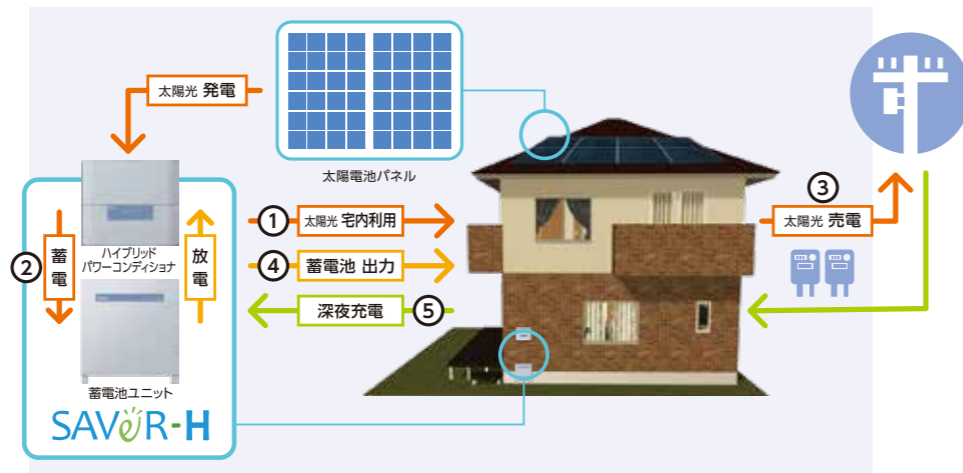 太陽光 発電
太陽電池パネル
③
太陽光 売電
② 蓄電
放電
ハイブリッド
パワーコンディショナ
① 太陽光 宅内利用
④ 蓄電池 出力
深夜充電 ⑤
蓄電池ユニット
SAVeR-H